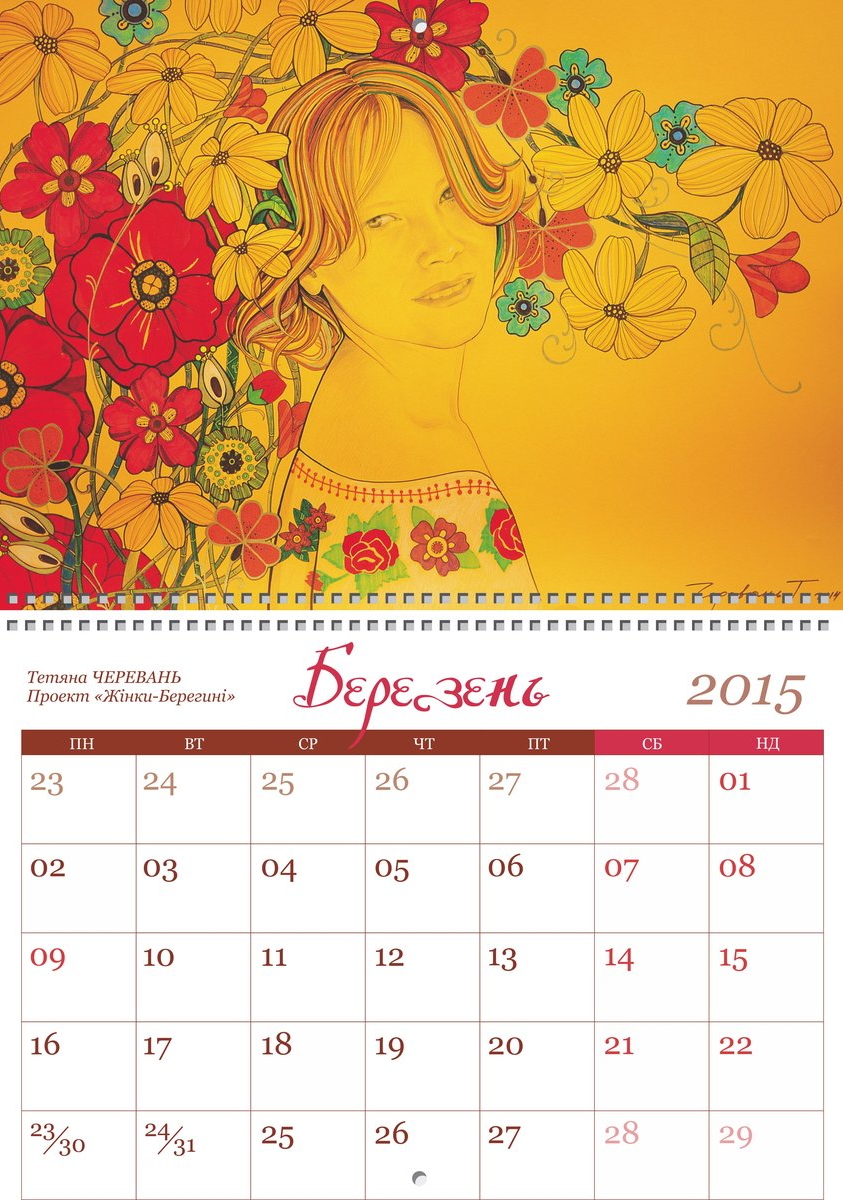 Черевань Т. 2014
Тетяна ЧЕРЕВАНЬ
Проект «Жінки-Берегині»
Березень
2015
ПН ВТ СР ЧТ ПТ СБ НД
23 24 25 26 27 28 01
02 03 04 05 06 07 08
09 10 11 12 13 14 15
16 17 18 19 20 21 22
23/30 24/31 25 26 27 28 29